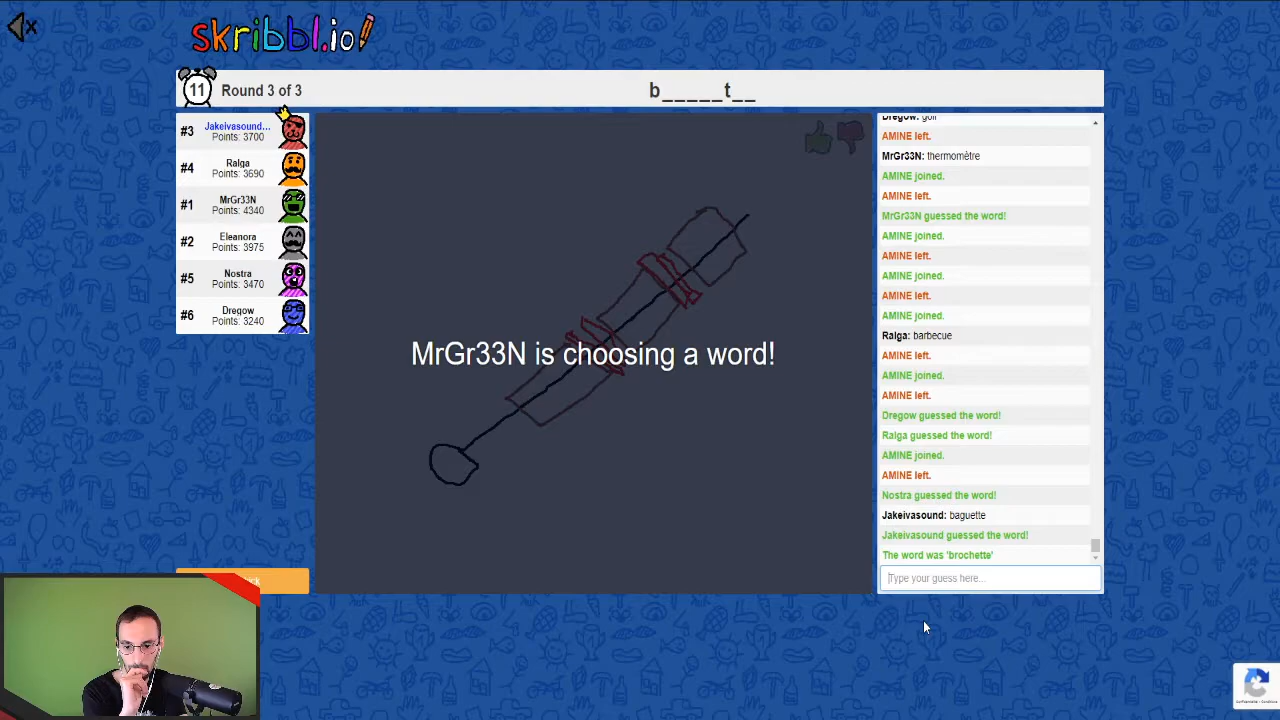 skribbl.io
11
Round 3 of 3
b_____t__
#3
Jakeivasound...
Points: 3700
#4
Ralga
Points: 3690
#1
MrGr33N
Points: 4340
#2
Eleanora
Points: 3975
#5
Nostra
Points: 3470
#6
Dregow
Points: 3240
MrGr33N is choosing a word!
Dregow: golf
AMINE left.
MrGr33N: thermomètre
AMINE joined.
AMINE left.
MrGr33N guessed the word!
AMINE joined.
AMINE left.
AMINE joined.
AMINE left.
AMINE joined.
Ralga: barbecue
AMINE left.
AMINE joined.
AMINE left.
Dregow guessed the word!
Ralga guessed the word!
AMINE joined.
AMINE left.
Nostra guessed the word!
Jakeivasound: baguette
Jakeivasound guessed the word!
The word was 'brochette'
Type your guess here...